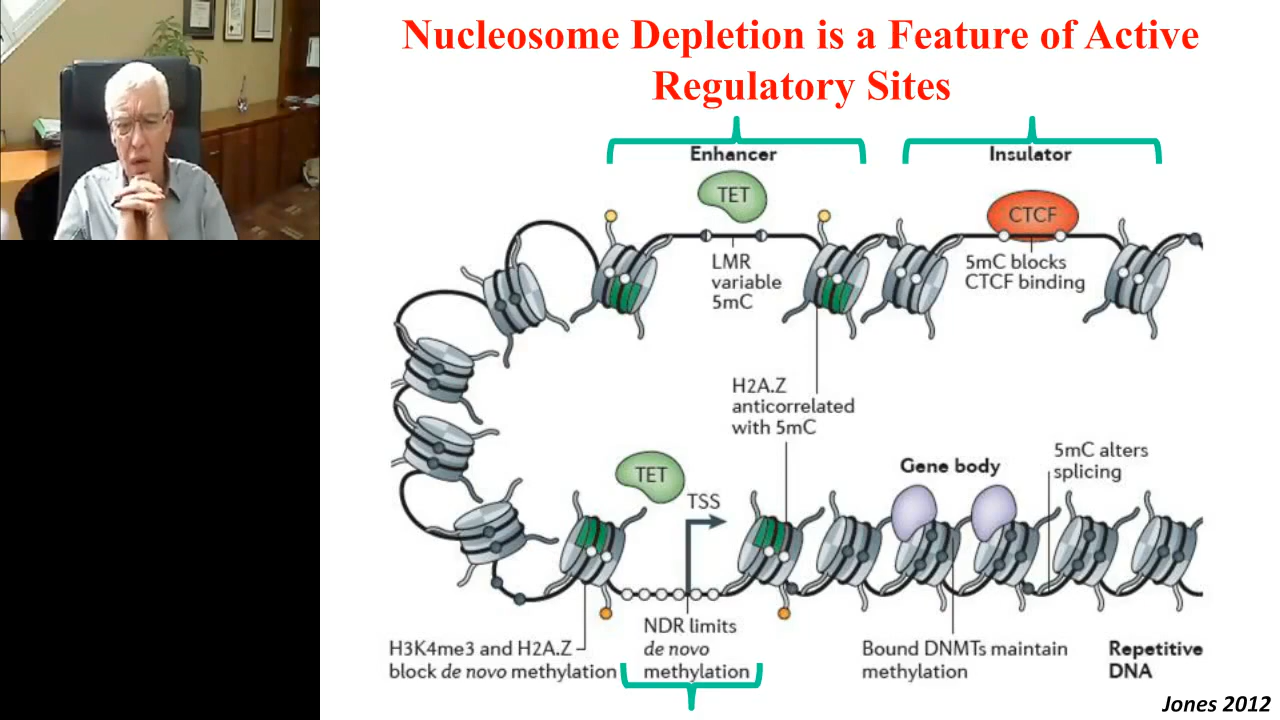 Nucleosome Depletion is a Feature of Active
Regulatory Sites
Enhancer
Insulator
TET
CTCF
LMR
variable
5mC
5mC blocks
CTCF binding
H2A.Z
anticorrelated
with 5mC
TET
TSS
Gene body
5mC alters
splicing
H3K4me3 and H2A.Z
block de novo methylation
NDR limits
de novo
methylation
Bound DNMTs maintain
methylation
Repetitive
DNA
Jones 2012